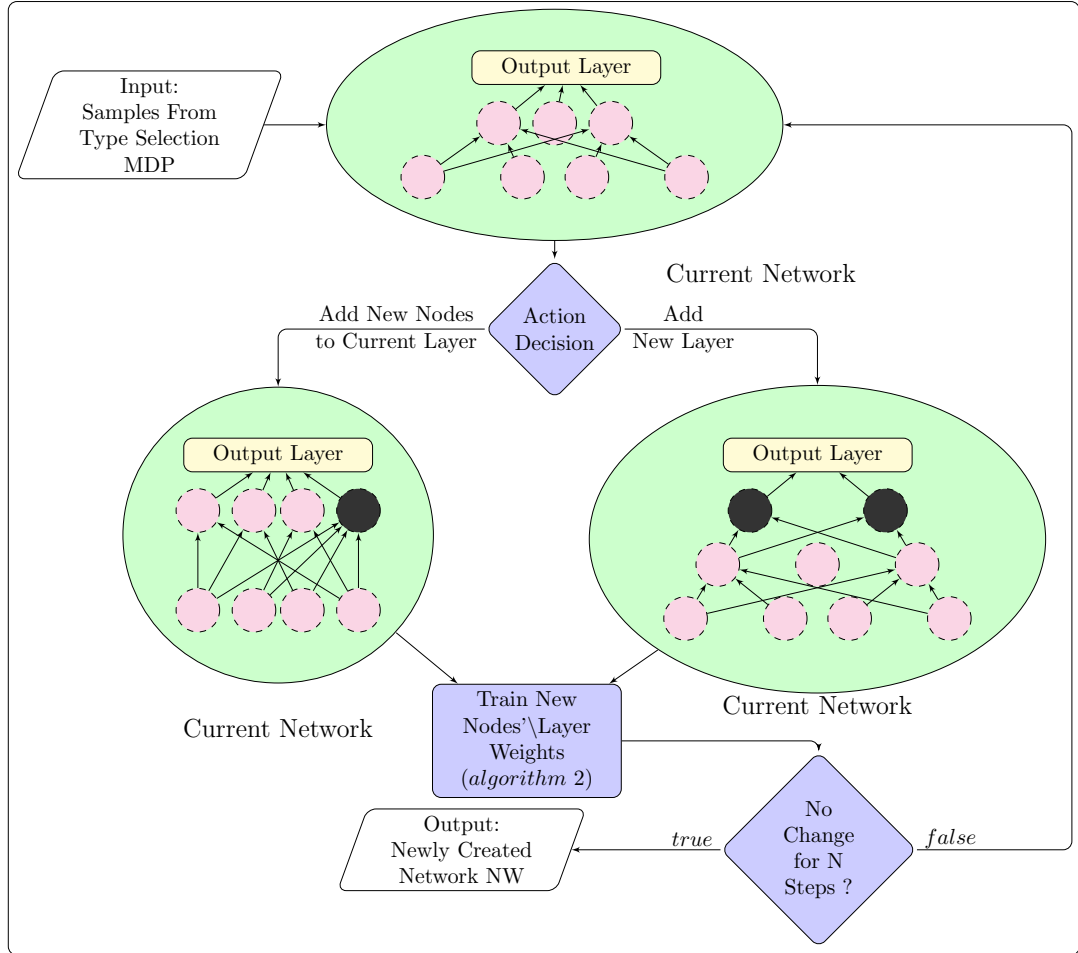 Output Layer
Input:
Samples From
Type Selection
MDP
Current Network
Action
Decision
Add New Nodes
to Current Layer
Add
New Layer
Output Layer
Output Layer
Current Network
Current Network
Train New
Nodes'\Layer
Weights
(algorithm 2)
No
Change
for N
Steps ?
true
false
Output:
Newly Created
Network NW